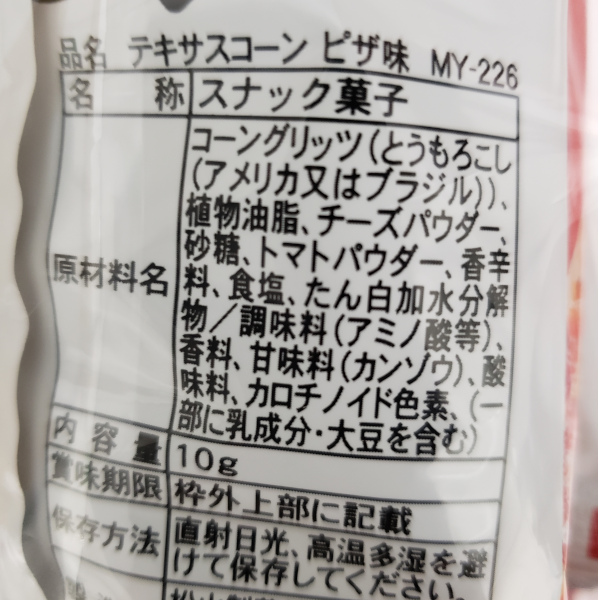 品名 テキサスコーン ピザ味 MY-226
名 称 スナック菓子
原材料名
コーングリッツ(とうもろこし
(アメリカ又はブラジル))、
植物油脂、チーズパウダー、
砂糖、トマトパウダー、香辛
料、食塩、たん白加水分解
物/調味料(アミノ酸等)、
香料、甘味料(カンゾウ)、酸
味料、カロチノイド色素、(一
部に乳成分・大豆を含む)
内容量 10g
賞味期限 枠外上部に記載
保存方法 直射日光、高温多湿を避
けて保存してください。